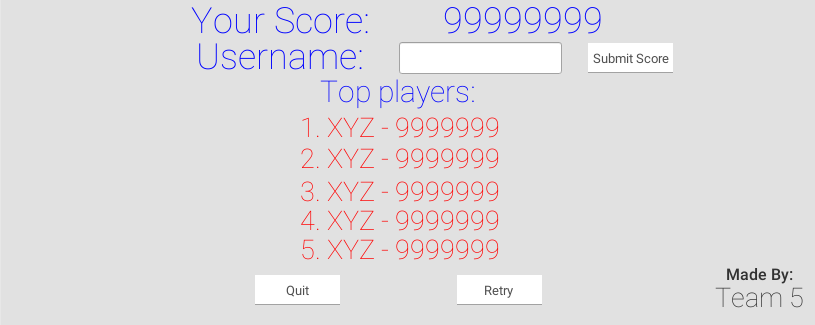 Your Score: 99999999
Username:
Submit Score
Top players:
1. XYZ - 9999999
2. XYZ - 9999999
3. XYZ - 9999999
4. XYZ - 9999999
5. XYZ - 9999999
Quit
Retry
Made By:
Team 5